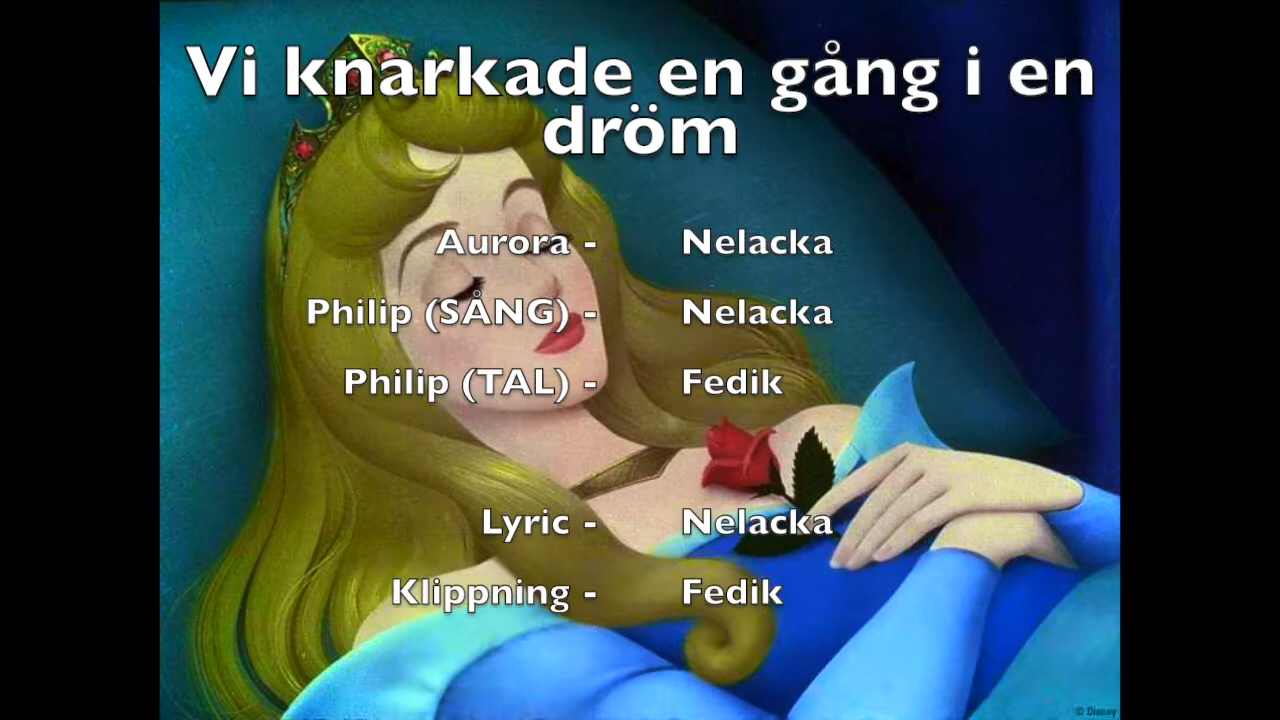 Vi knarkade en gång i en
dröm
Aurora - Nelacka
Philip (SÅNG) - Nelacka
Philip (TAL) - Fedik
Lyric - Nelacka
Klippning - Fedik
© Disney